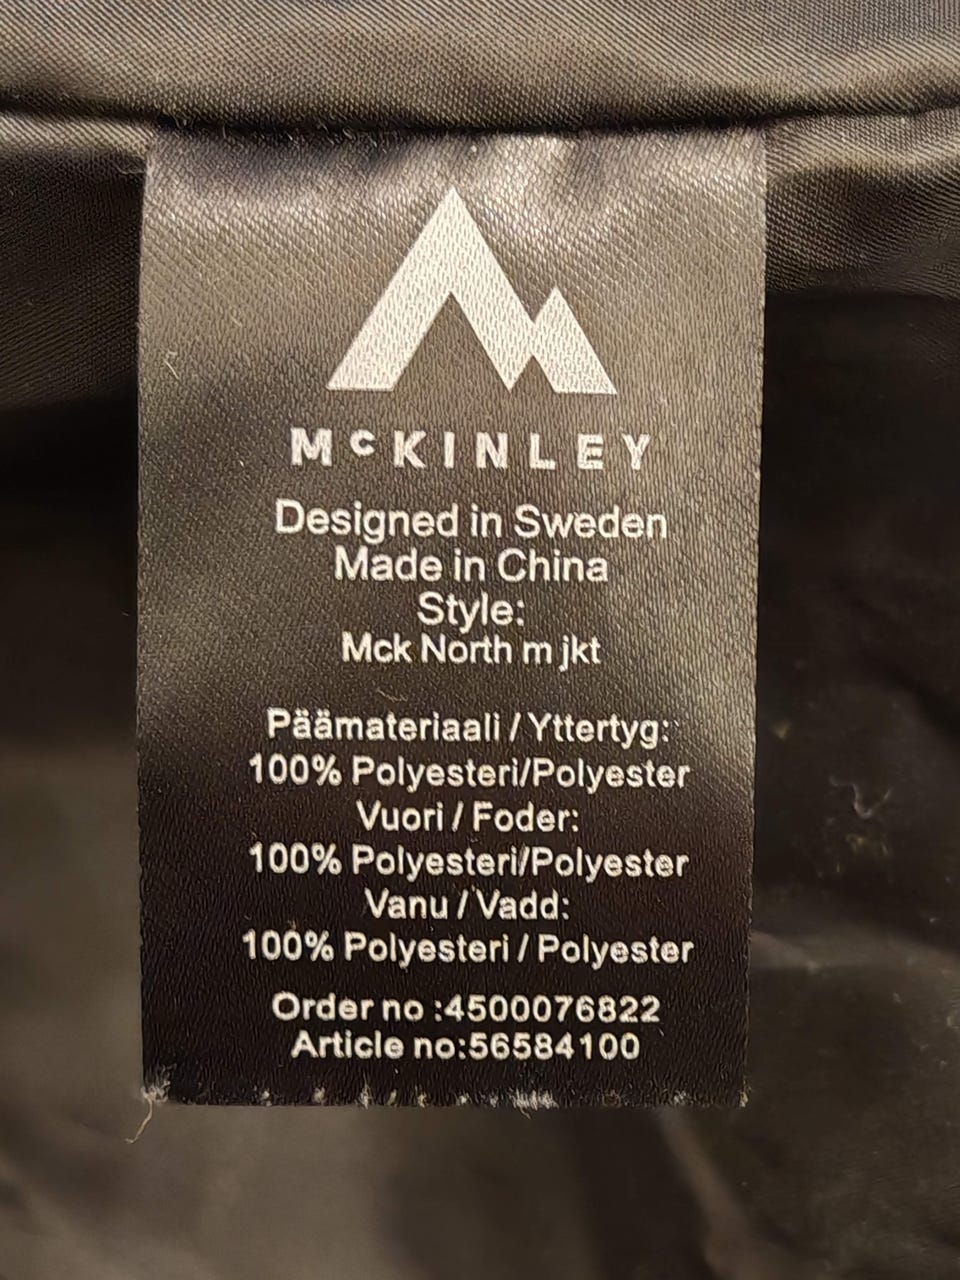 McKINLEY
Designed in Sweden
Made in China
Style:
Mck North m jkt
Päämateriaali / Yttertyg:
100% Polyesteri/Polyester
Vuori / Foder:
100% Polyesteri/Polyester
Vanu / Vadd:
100% Polyesteri / Polyester
Order no :4500076822
Article no:56584100